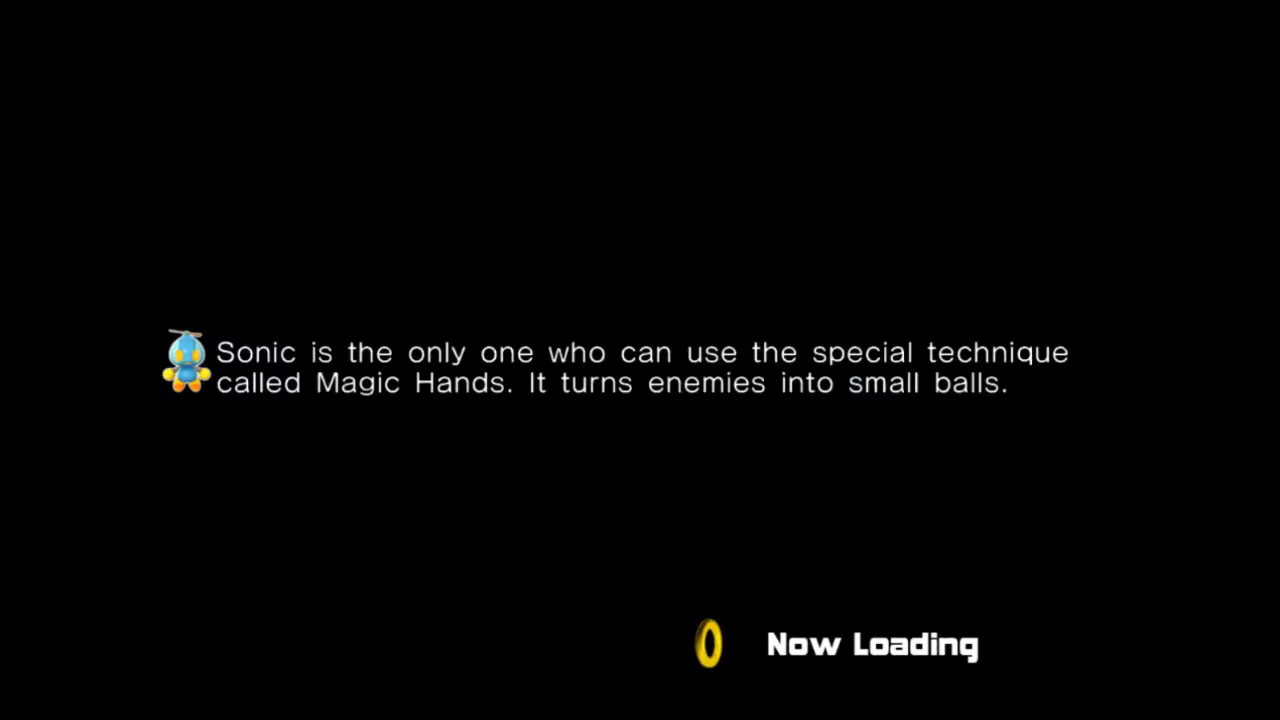 Sonic is the only one who can use the special technique
called Magic Hands. It turns enemies into small balls.
Now Loading